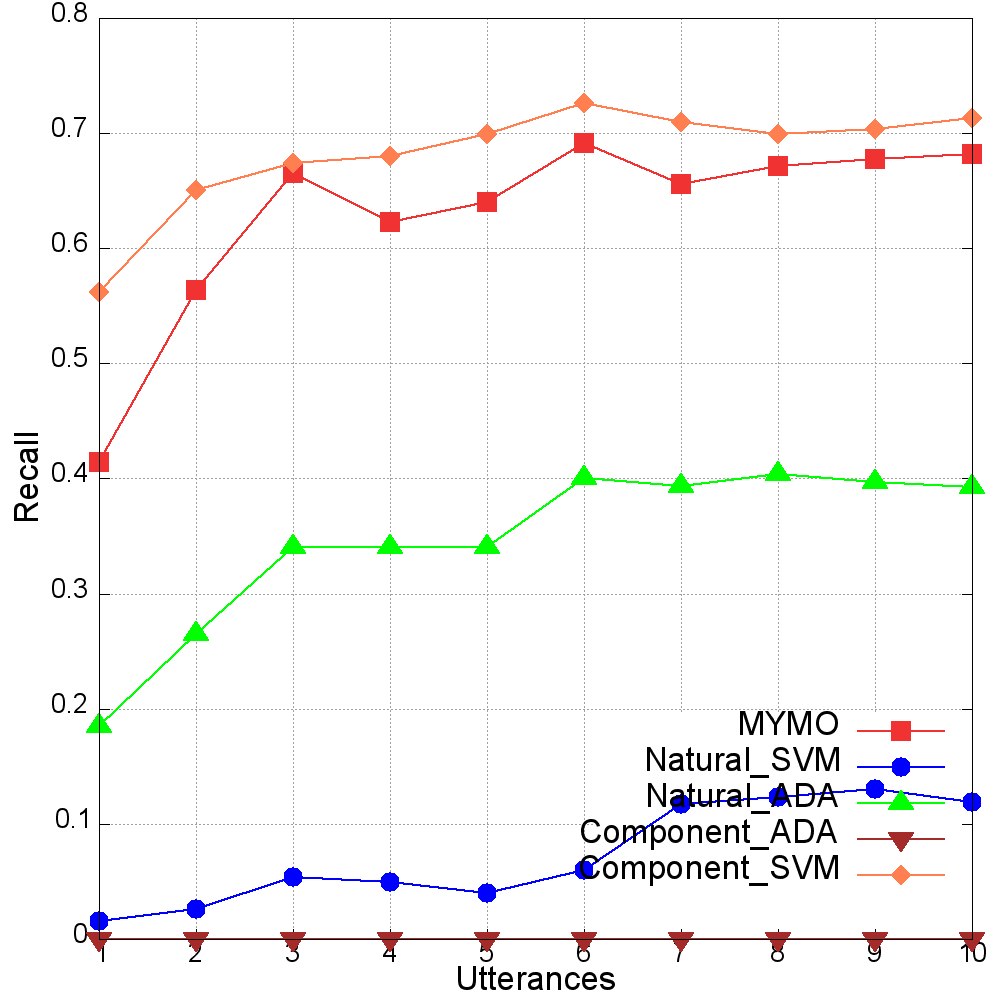 0.8
0.7
0.6
0.5
0.4
0.3
0.2
0.1
0
Recall
MYMO
Natural_SVM
Natural_ADA
Component_ADA
Component_SVM
1 2 3 4 5 6 7 8 9 10
Utterances